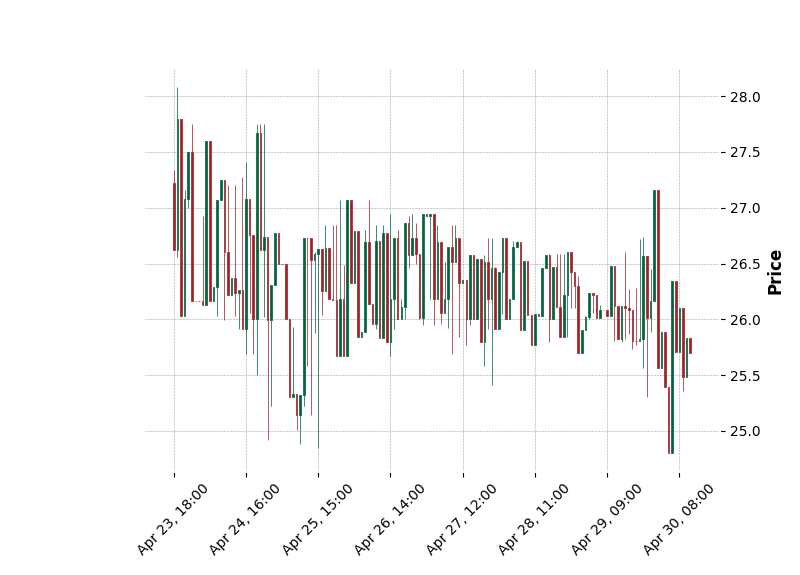 28.0
27.5
27.0
26.5
26.0
25.5
25.0
Price
Apr 23, 18:00
Apr 24, 16:00
Apr 25, 15:00
Apr 26, 14:00
Apr 27, 12:00
Apr 28, 11:00
Apr 29, 09:00
Apr 30, 08:00